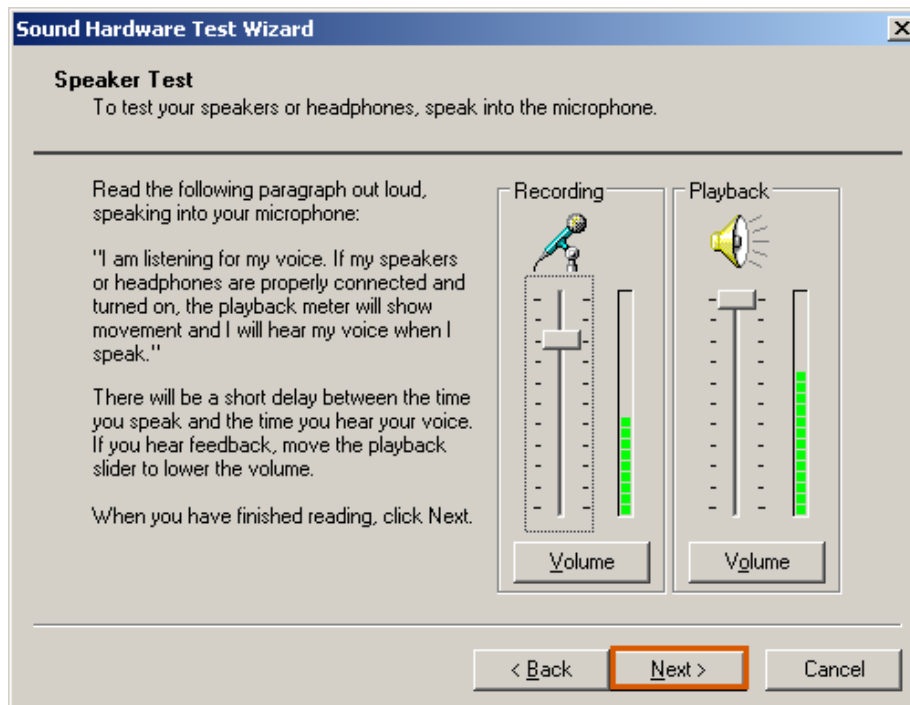 Sound Hardware Test Wizard
Speaker Test
To test your speakers or headphones, speak into the microphone.
Read the following paragraph out loud,
speaking into your microphone:
"I am listening for my voice. If my speakers
or headphones are properly connected and
turned on, the playback meter will show
movement and I will hear my voice when I
speak."
There will be a short delay between the time
you speak and the time you hear your voice.
If you hear feedback, move the playback
slider to lower the volume.
When you have finished reading, click Next.
Recording
Volume
Playback
Volume
< Back
Next >
Cancel